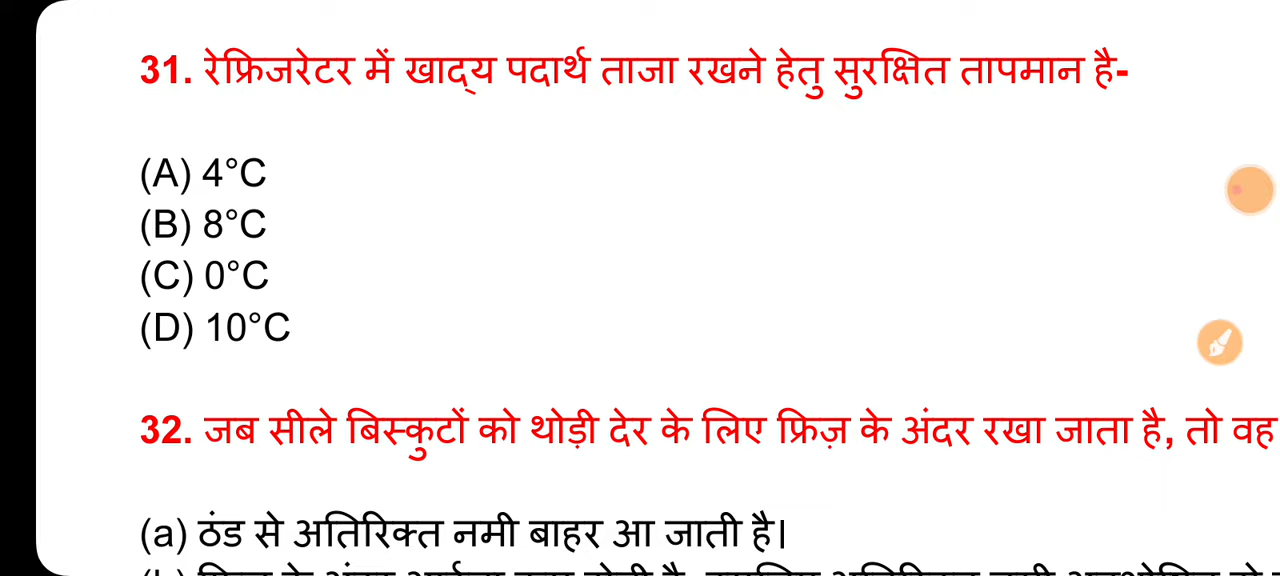 31. रेफ्रिजरेटर में खाद्य पदार्थ ताजा रखने हेतु सुरक्षित तापमान है-
(A) 4°C
(B) 8°C
(C) 0°C
(D) 10°C
32. जब सीले बिस्कुटों को थोड़ी देर के लिए फ्रिज़ के अंदर रखा जाता है, तो वह
(a) ठंड से अतिरिक्त नमी बाहर आ जाती है।